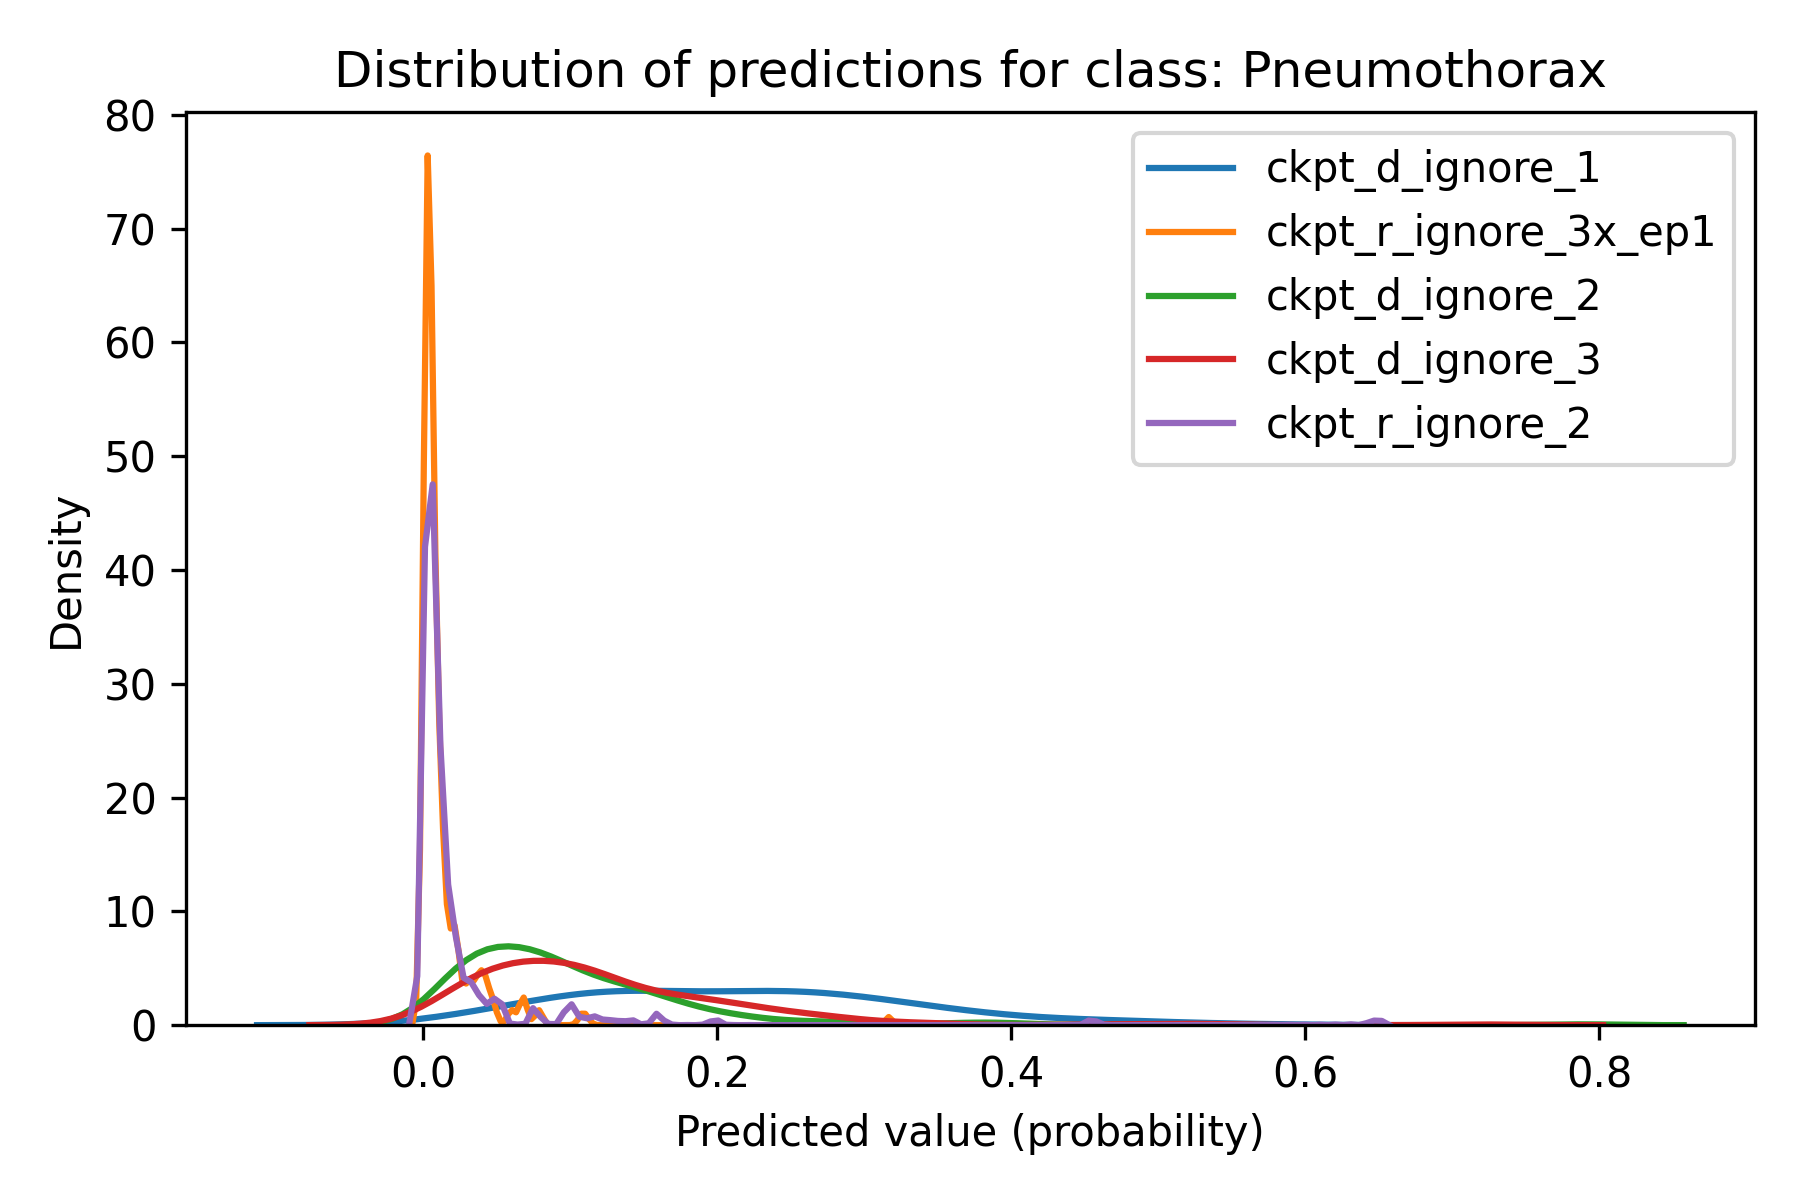 Distribution of predictions for class: Pneumothorax
80
70
60
50
40
30
20
10
0
Density
ckpt_d_ignore_1
ckpt_r_ignore_3x_ep1
ckpt_d_ignore_2
ckpt_d_ignore_3
ckpt_r_ignore_2
0.0 0.2 0.4 0.6 0.8
Predicted value (probability)